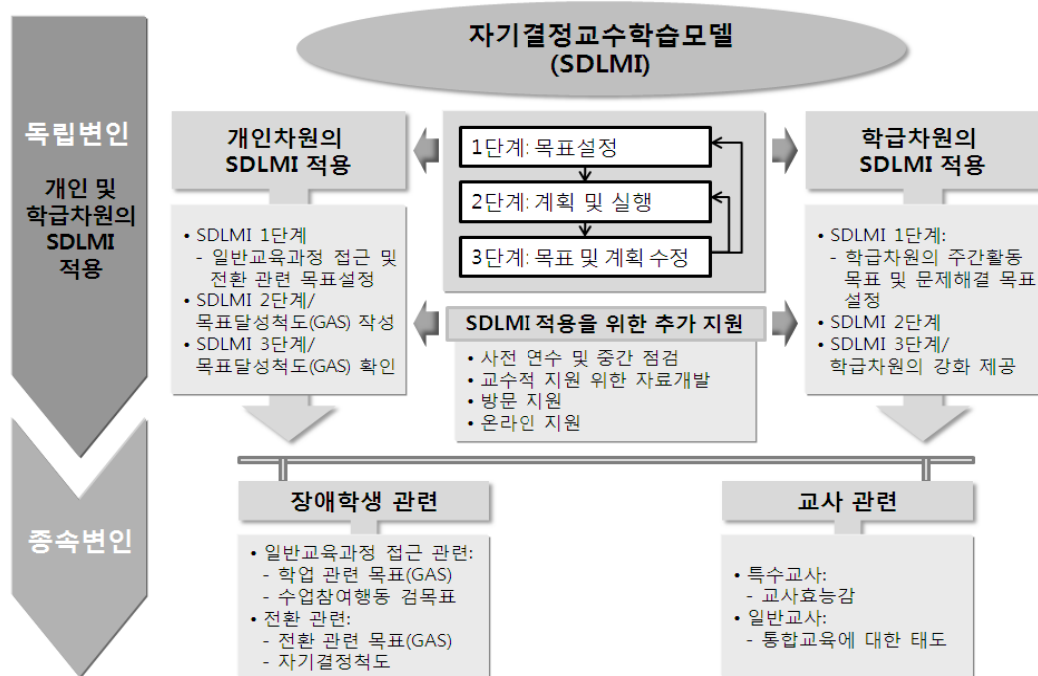 자기결정교수학습모델
(SDLMI)
독립변인
개인 및
학급차원의
SDLMI
적용
개인차원의
SDLMI 적용
• SDLMI 1단계
- 일반교육과정 접근 및
전환 관련 목표설정
• SDLMI 2단계/
목표달성척도(GAS) 작성
• SDLMI 3단계/
목표달성척도(GAS) 확인
1단계: 목표설정
2단계: 계획 및 실행
3단계: 목표 및 계획 수정
SDLMI 적용을 위한 추가 지원
• 사전 연수 및 중간 점검
• 교수적 지원 위한 자료개발
• 방문 지원
• 온라인 지원
학급차원의
SDLMI 적용
• SDLMI 1단계:
- 학급차원의 주간활동
목표 및 문제해결 목표
설정
• SDLMI 2단계
• SDLMI 3단계/
학급차원의 강화 제공
종속변인
장애학생 관련
• 일반교육과정 접근 관련:
- 학업 관련 목표(GAS)
- 수업참여행동 검목표
• 전환 관련:
- 전환 관련 목표(GAS)
- 자기결정척도
교사 관련
• 특수교사:
- 교사효능감
• 일반교사:
- 통합교육에 대한 태도